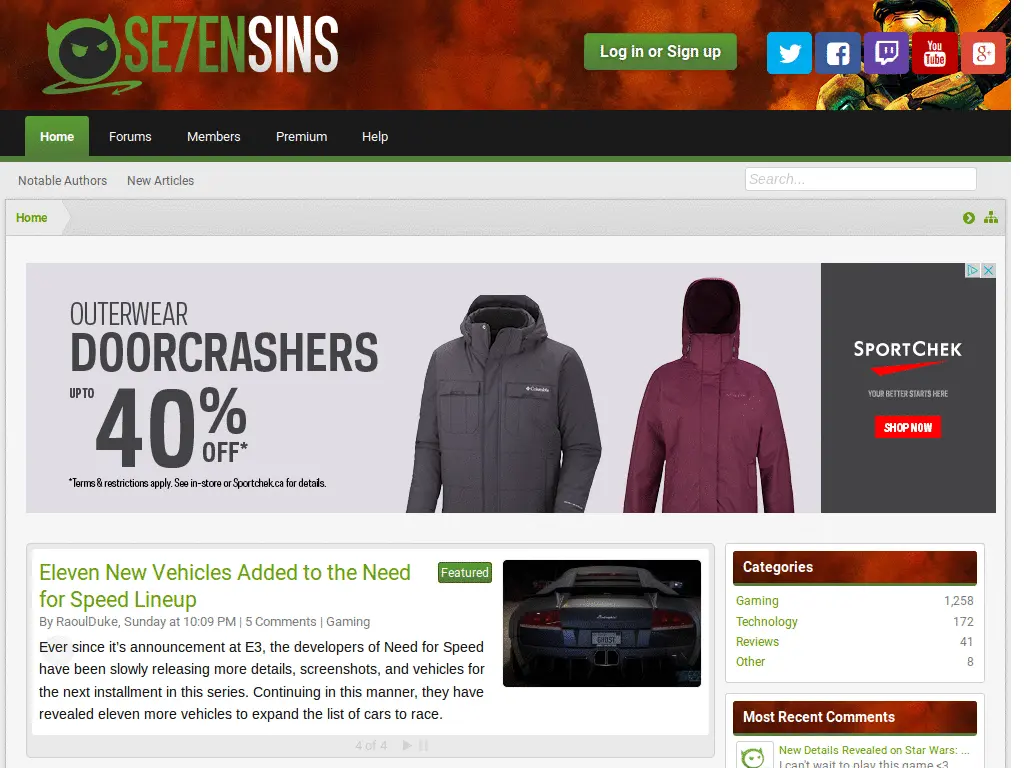 SE7ENSINS
Log in or Sign up
You
Tube
g+
Home
Forums
Members
Premium
Help
Notable Authors
New Articles
Search...
Home
OUTERWEAR
DOORCRASHERS
UP TO
40%
OFF*
*Terms & restrictions apply. See in-store or Sportchek.ca for details.
Columbia
SPORTCHEK
YOUR BETTER STARTS HERE
SHOP NOW
Eleven New Vehicles Added to the Need
for Speed Lineup
Featured
By RaoulDuke, Sunday at 10:09 PM | 5 Comments | Gaming
Ever since it's announcement at E3, the developers of Need for Speed
have been slowly releasing more details, screenshots, and vehicles for
the next installment in this series. Continuing in this manner, they have
revealed eleven more vehicles to expand the list of cars to race.
GHOST
4 of 4
Categories
Gaming 1,258
Technology 172
Reviews 41
Other 8
Most Recent Comments
New Details Revealed on Star Wars: ...
I can't wait to play this game <3